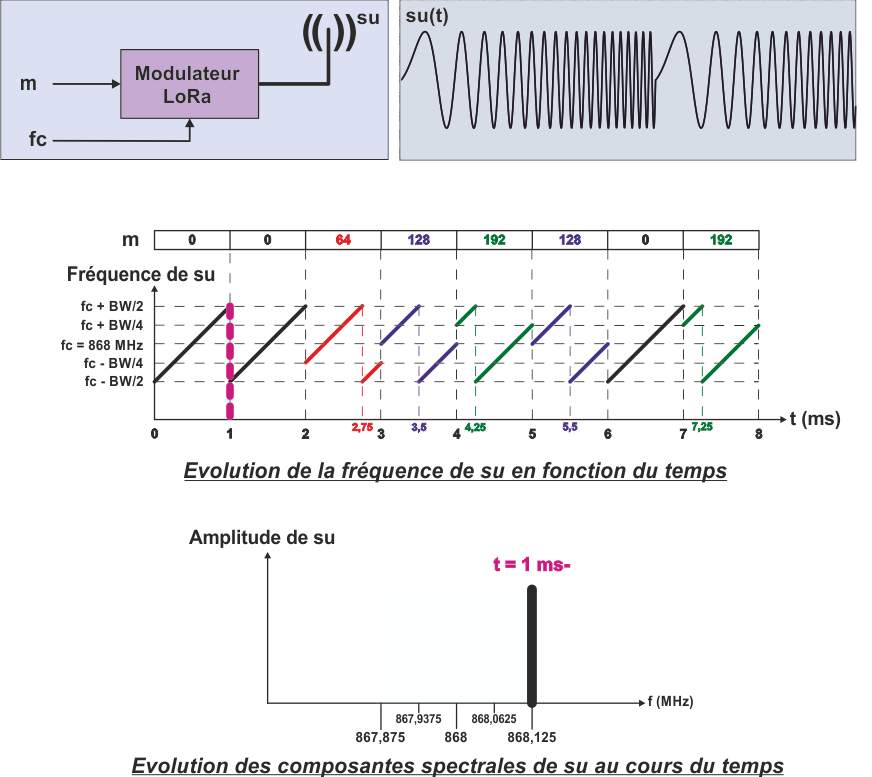 su
m
Modulateur
LoRa
fc
su(t)
m 0 0 64 128 192 128 0 192
Fréquence de su
fc + BW/2
fc + BW/4
fc = 868 MHz
fc - BW/4
fc - BW/2
t (ms)
2,75 3,5 4,25 5,5 7,25
0 1 2 3 4 5 6 7 8
Evolution de la fréquence de su en fonction du temps
Amplitude de su
t = 1 ms-
f (MHz)
867,9375 868,0625
867,875 868 868,125
Evolution des composantes spectrales de su au cours du temps